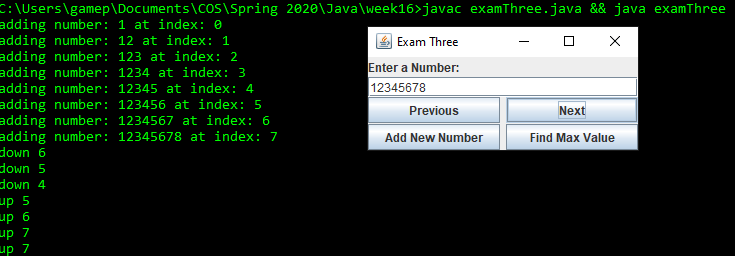 C:\Users\gamep\Documents\COS\Spring 2020\Java\week16>javac examThree.java && java examThree
adding number: 1 at index: 0
adding number: 12 at index: 1
adding number: 123 at index: 2
adding number: 1234 at index: 3
adding number: 12345 at index: 4
adding number: 123456 at index: 5
adding number: 1234567 at index: 6
adding number: 12345678 at index: 7
down 6
down 5
down 4
up 5
up 6
up 7
up 7
Exam Three
Enter a Number:
12345678
Previous Next
Add New Number Find Max Value